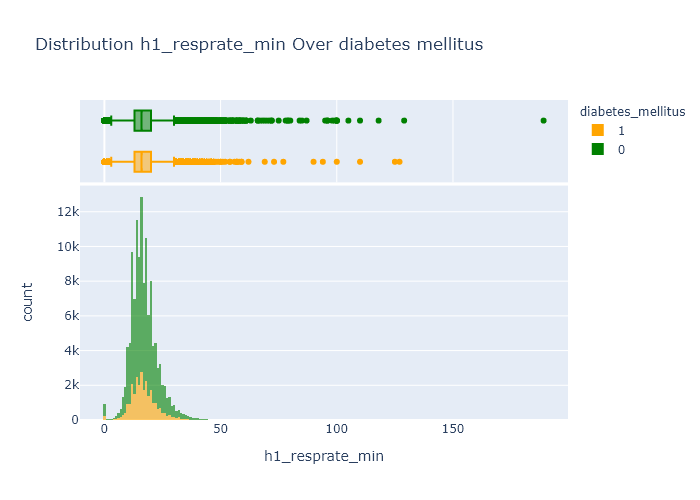 Distribution h1_resprate_min Over diabetes mellitus
diabetes_mellitus
1
0
12k
10k
8k
6k
4k
2k
0
count
0
50
100
150
h1_resprate_min